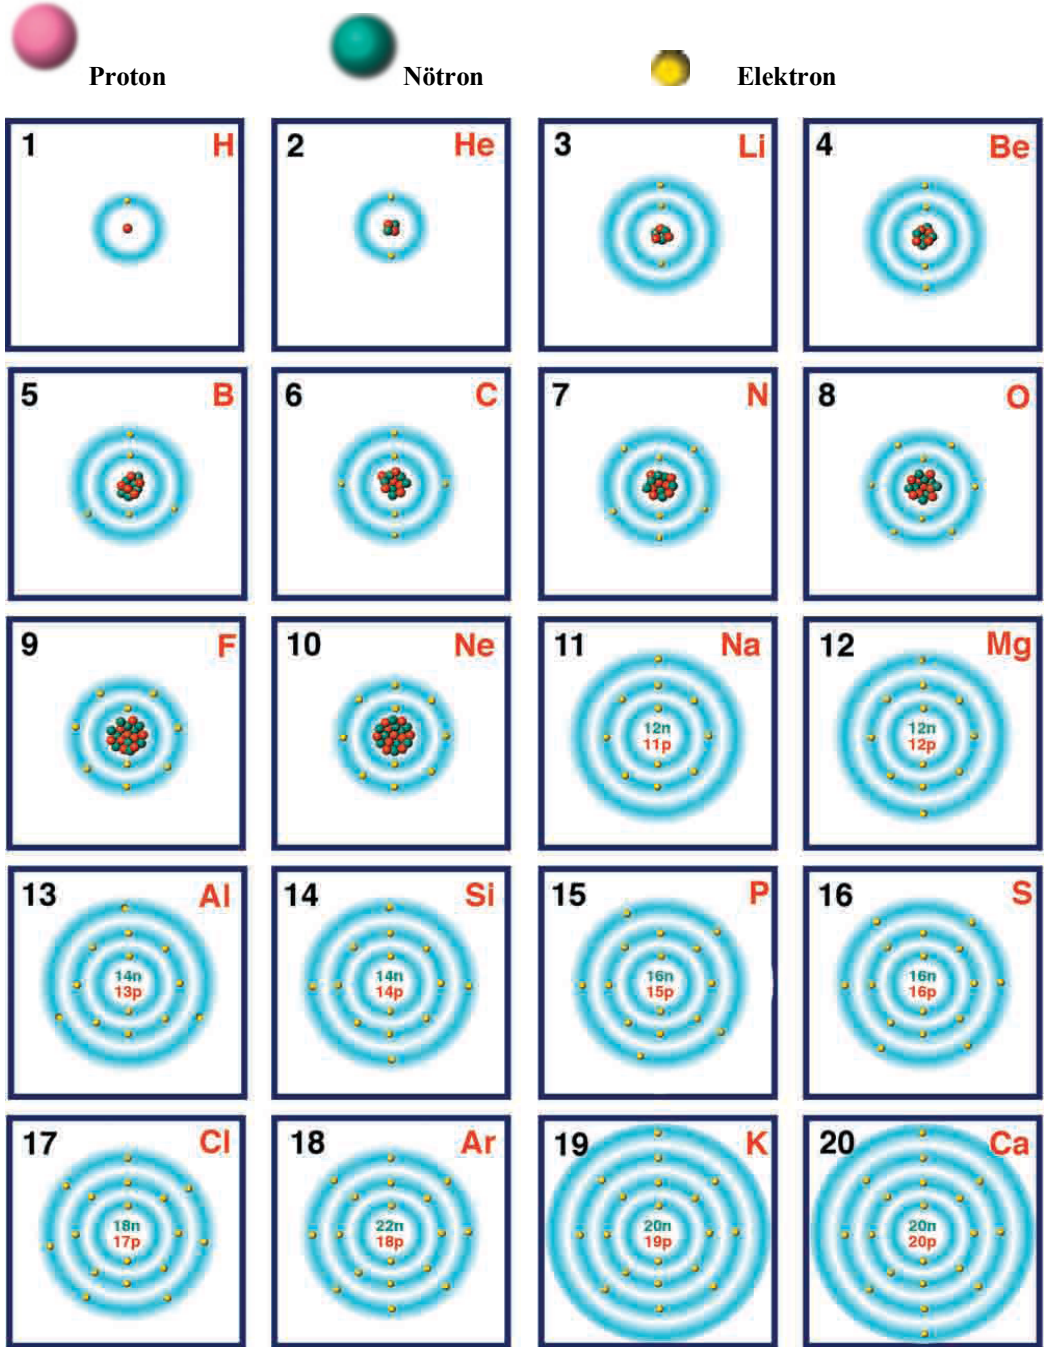 Proton Nötron Elektron
1 H 2 He 3 Li 4 Be
5 B 6 C 7 N 8 O
9 F 10 Ne 11 Na 12 Mg
12n 12n
11p 12p
13 Al 14 Si 15 P 16 S
14n 14n 16n 16n
13p 14p 15p 16p
17 Cl 18 Ar 19 K 20 Ca
18n 22n 20n 20n
17p 18p 19p 20p